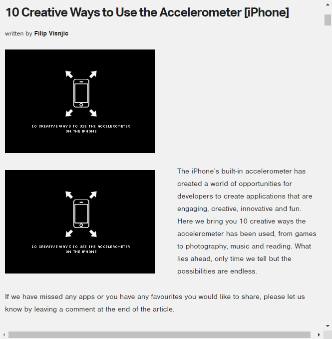 10 Creative Ways to Use the Accelerometer [iPhone]
written by Filip Visnjic
10 CREATIVE WAYS TO USE THE ACCELEROMETER
ON THE IPHONE
10 CREATIVE WAYS TO USE THE ACCELEROMETER
ON THE IPHONE
The iPhone's built-in accelerometer has
created a world of opportunities for
developers to create applications that are
engaging, creative, innovative and fun.
Here we bring you 10 creative ways the
accelerometer has been used, from games
to photography, music and reading. What
lies ahead, only time we tell but the
possibilities are endless.
If we have missed any apps or you have any favourites you would like to share, please let us
know by leaving a comment at the end of the article.